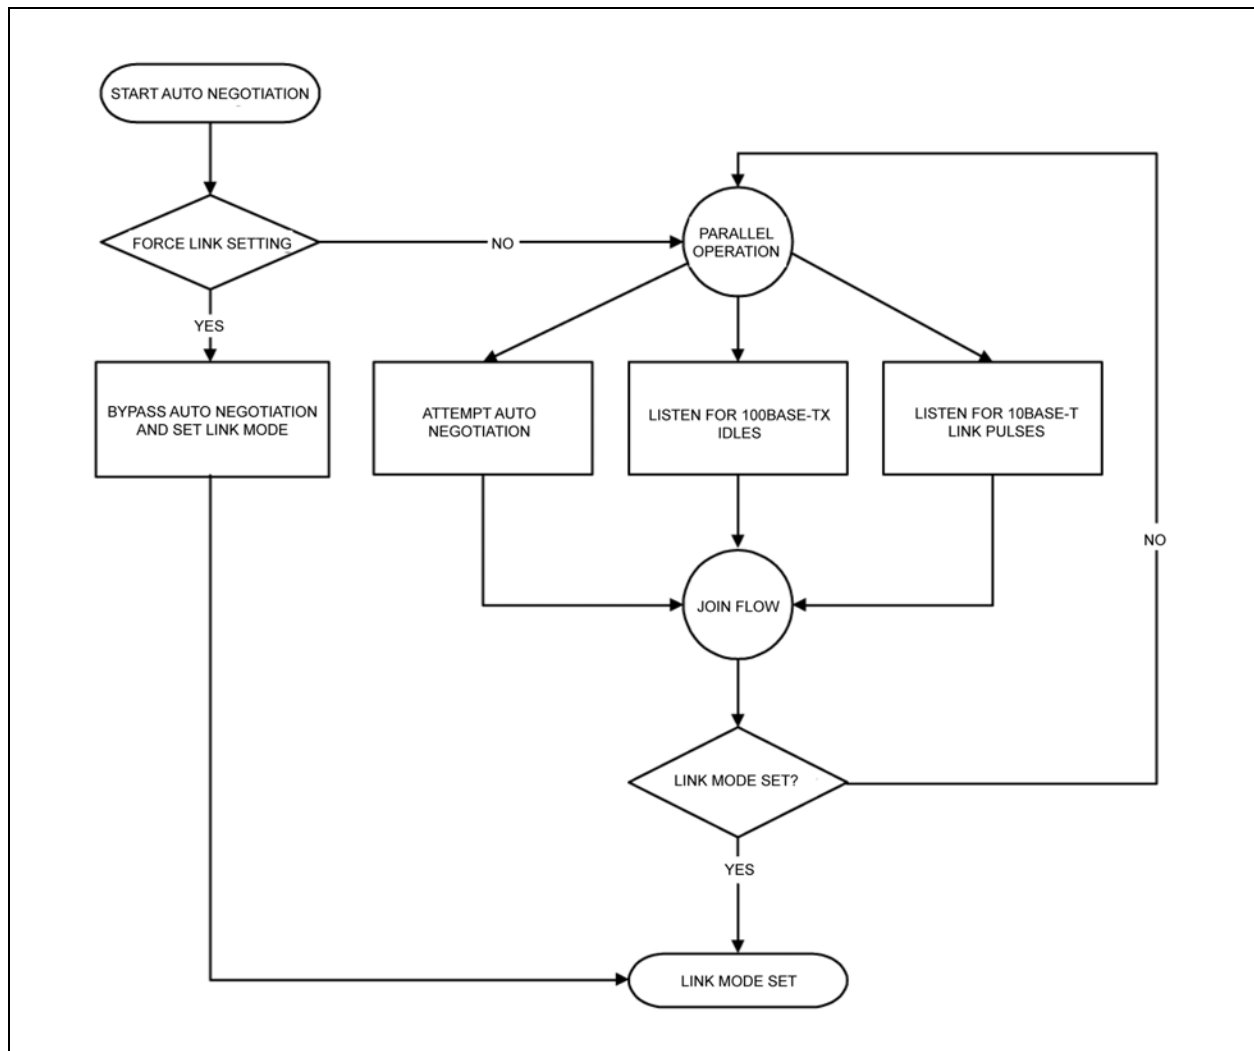 START AUTO NEGOTIATION
FORCE LINK SETTING
NO
PARALLEL
OPERATION
YES
BYPASS AUTO NEGOTIATION
AND SET LINK MODE
ATTEMPT AUTO
NEGOTIATION
LISTEN FOR 100BASE-TX
IDLES
LISTEN FOR 10BASE-T
LINK PULSES
NO
JOIN FLOW
LINK MODE SET?
YES
LINK MODE SET